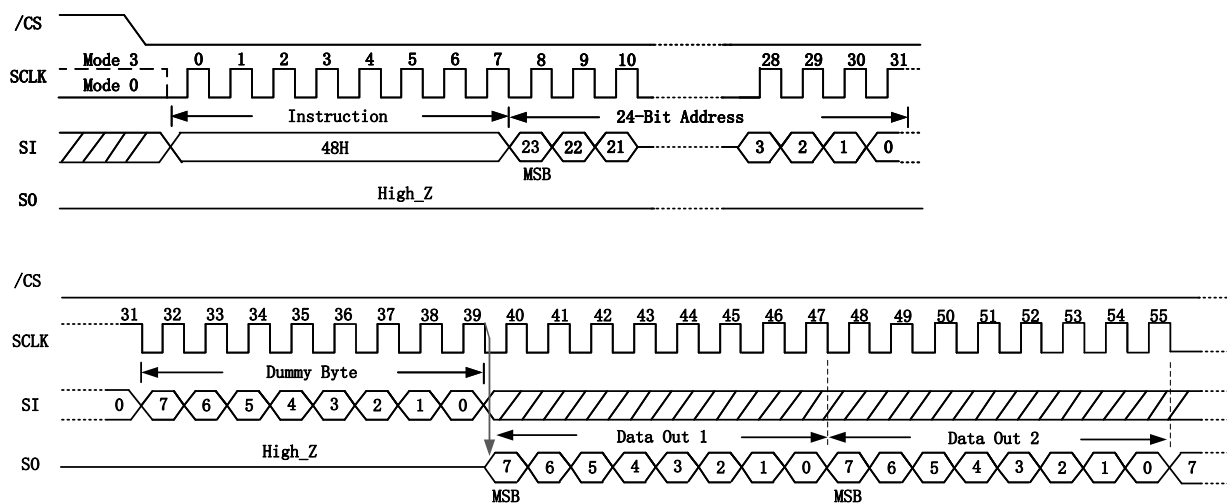 /CS
Mode 3 0 1 2 3 4 5 6 7 8 9 10 28 29 30 31
SCLK
Mode 0
Instruction 24-Bit Address
SI 48H 23 22 21 3 2 1 0
MSB
High_Z
SO
/CS
31 32 33 34 35 36 37 38 39 40 41 42 43 44 45 46 47 48 49 50 51 52 53 54 55
SCLK
Dummy Byte
SI 0 7 6 5 4 3 2 1 0
High_Z Data Out 1 Data Out 2
SO 7 6 5 4 3 2 1 0 7 6 5 4 3 2 1 0 7
MSB MSB